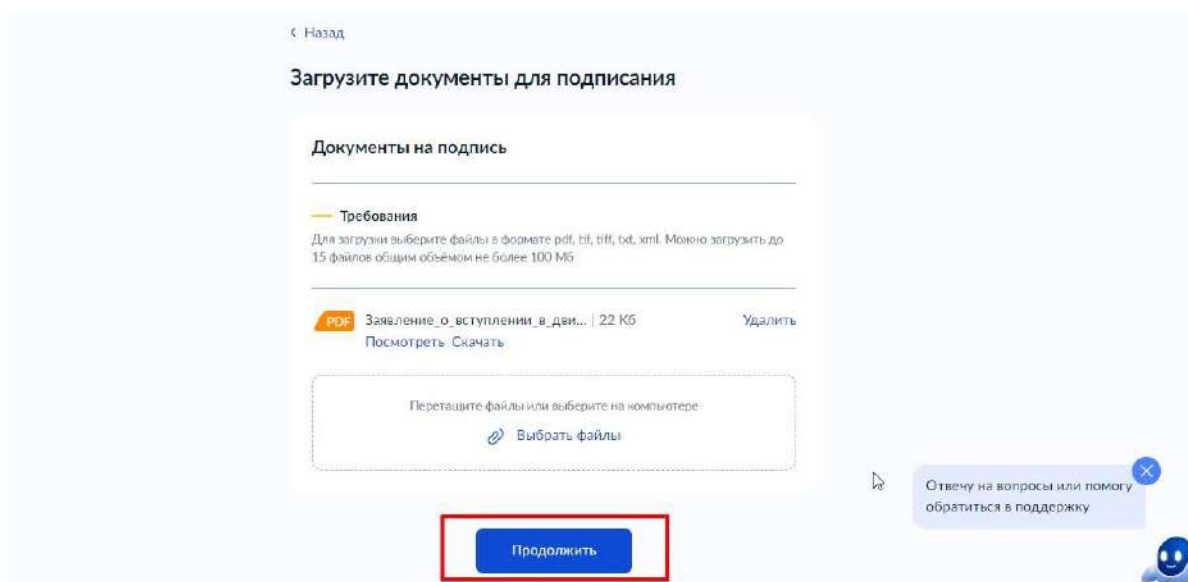 Назад
Загрузите документы для подписания
Документы на подпись
Требования
Для загрузки выберите файлы в формате pdf, tif, tiff, txt, xml. Можно загрузить до
15 файлов общим объёмом не более 100 Мб
PDF Заявление_о_вступлении_в_дви... | 22 Кб Удалить
Посмотреть Скачать
Перетащите файлы или выберите на компьютере
Выбрать файлы
Отвечу на вопросы или помогу
обратиться в поддержку
Продолжить